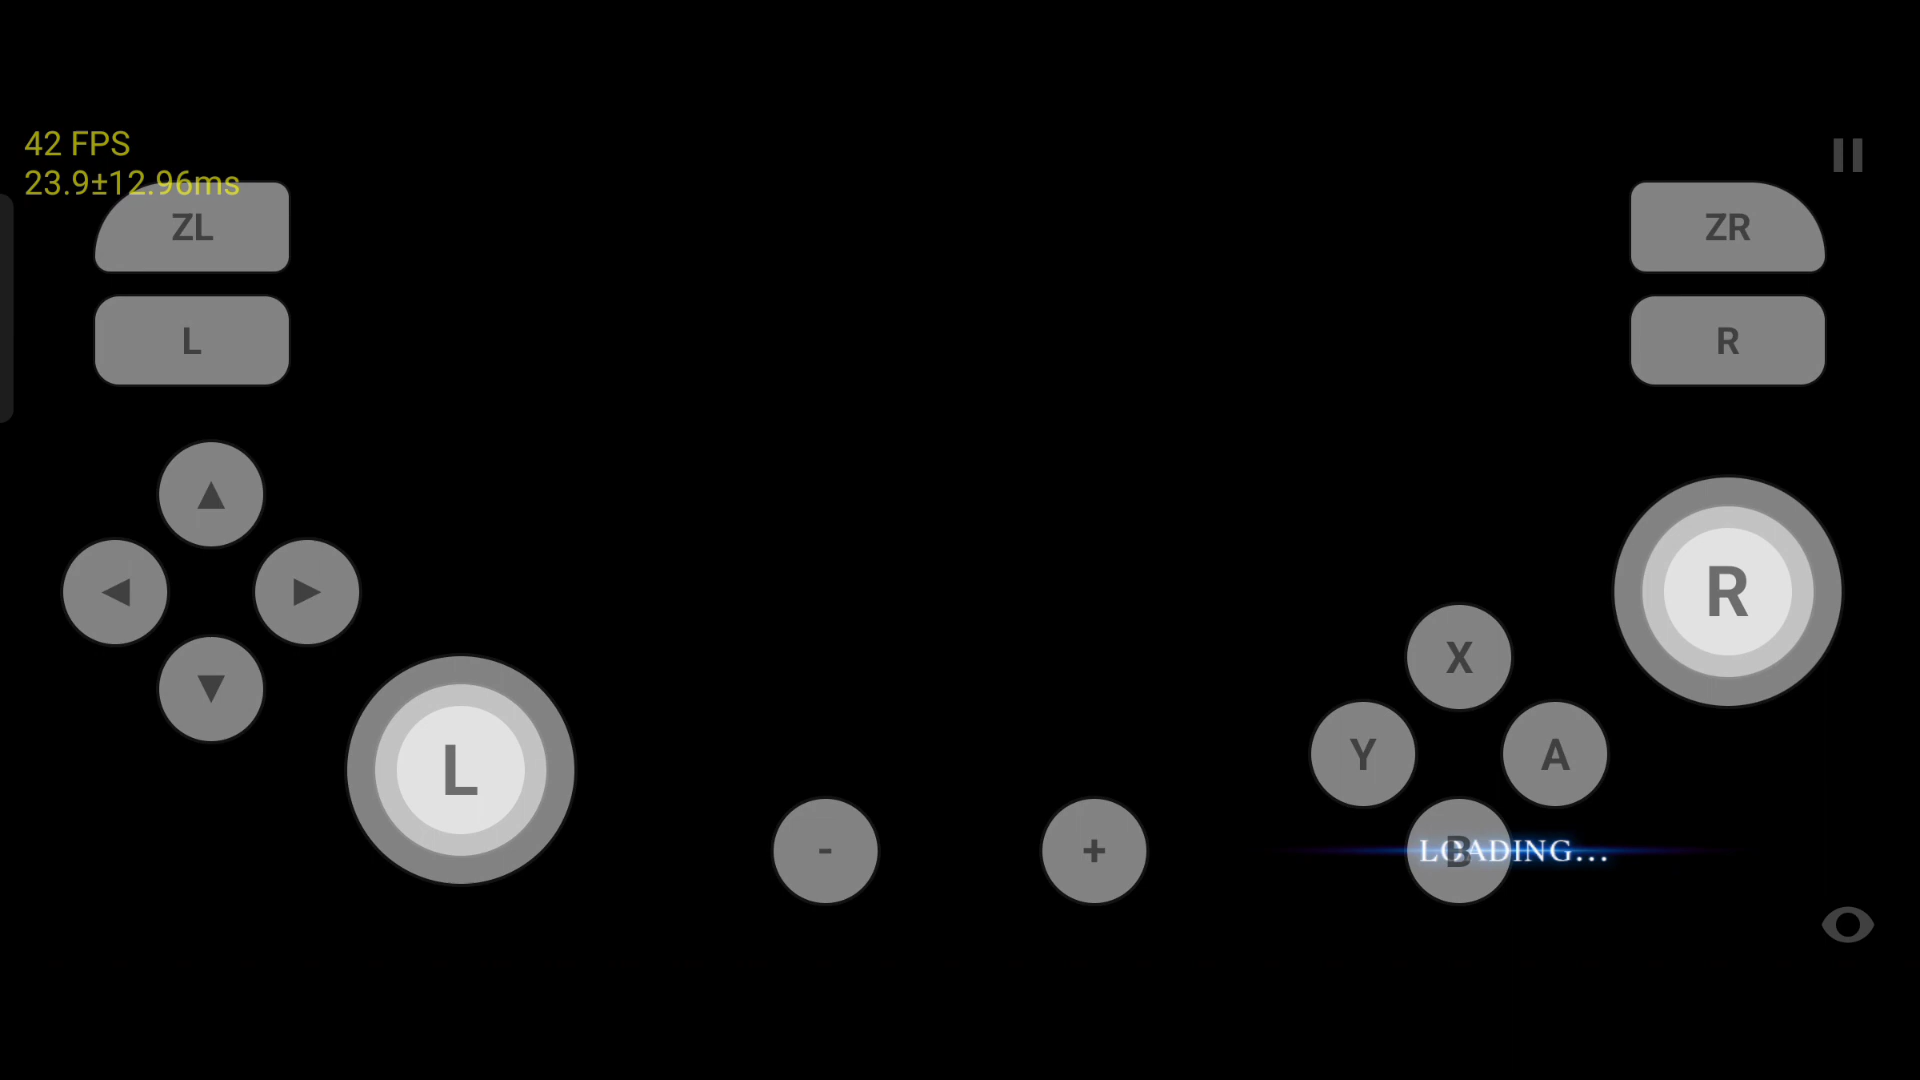 42 FPS
23.9±12.96ms
ZL
ZR
L
R
R
X
L
Y
A
-
+
B
LOADING...